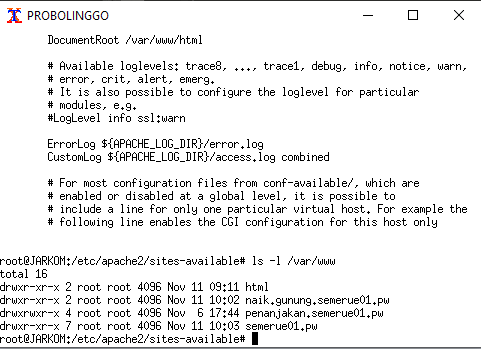 PROBOLINGGO
DocumentRoot /var/www/html
# Available loglevels: trace8, ..., trace1, debug, info, notice, warn,
# error, crit, alert, emerg.
# It is also possible to configure the loglevel for particular
# modules, e.g.
#LogLevel info ssl:warn
ErrorLog ${APACHE_LOG_DIR}/error.log
CustomLog ${APACHE_LOG_DIR}/access.log combined
# For most configuration files from conf-available/, which are
# enabled or disabled at a global level, it is possible to
# include a line for only one particular virtual host. For example the
# following line enables the CGI configuration for this host only
root@JARKOM:/etc/apache2/sites-available# ls -l /var/www
total 16
drwxr-xr-x 2 root root 4096 Nov 11 09:11 html
drwxr-xr-x 2 root root 4096 Nov 11 10:02 naik.gunung.semerue01.pw
drwxrwxrwx 4 root root 4096 Nov  6 17:44 penanjakan.semerue01.pw
drwxr-xr-x 7 root root 4096 Nov 11 10:03 semerue01.pw
root@JARKOM:/etc/apache2/sites-available#